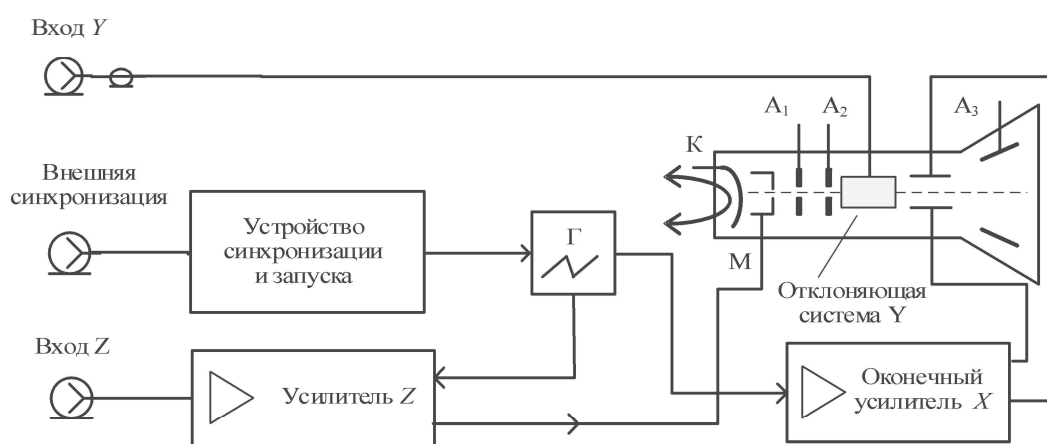 Вход Y
A₁
A₂
A₃
К
Внешняя
синхронизация
Устройство
синхронизации
и запуска
Г
М
Отклоняющая
система Y
Вход Z
Усилитель Z
Оконечный
усилитель X